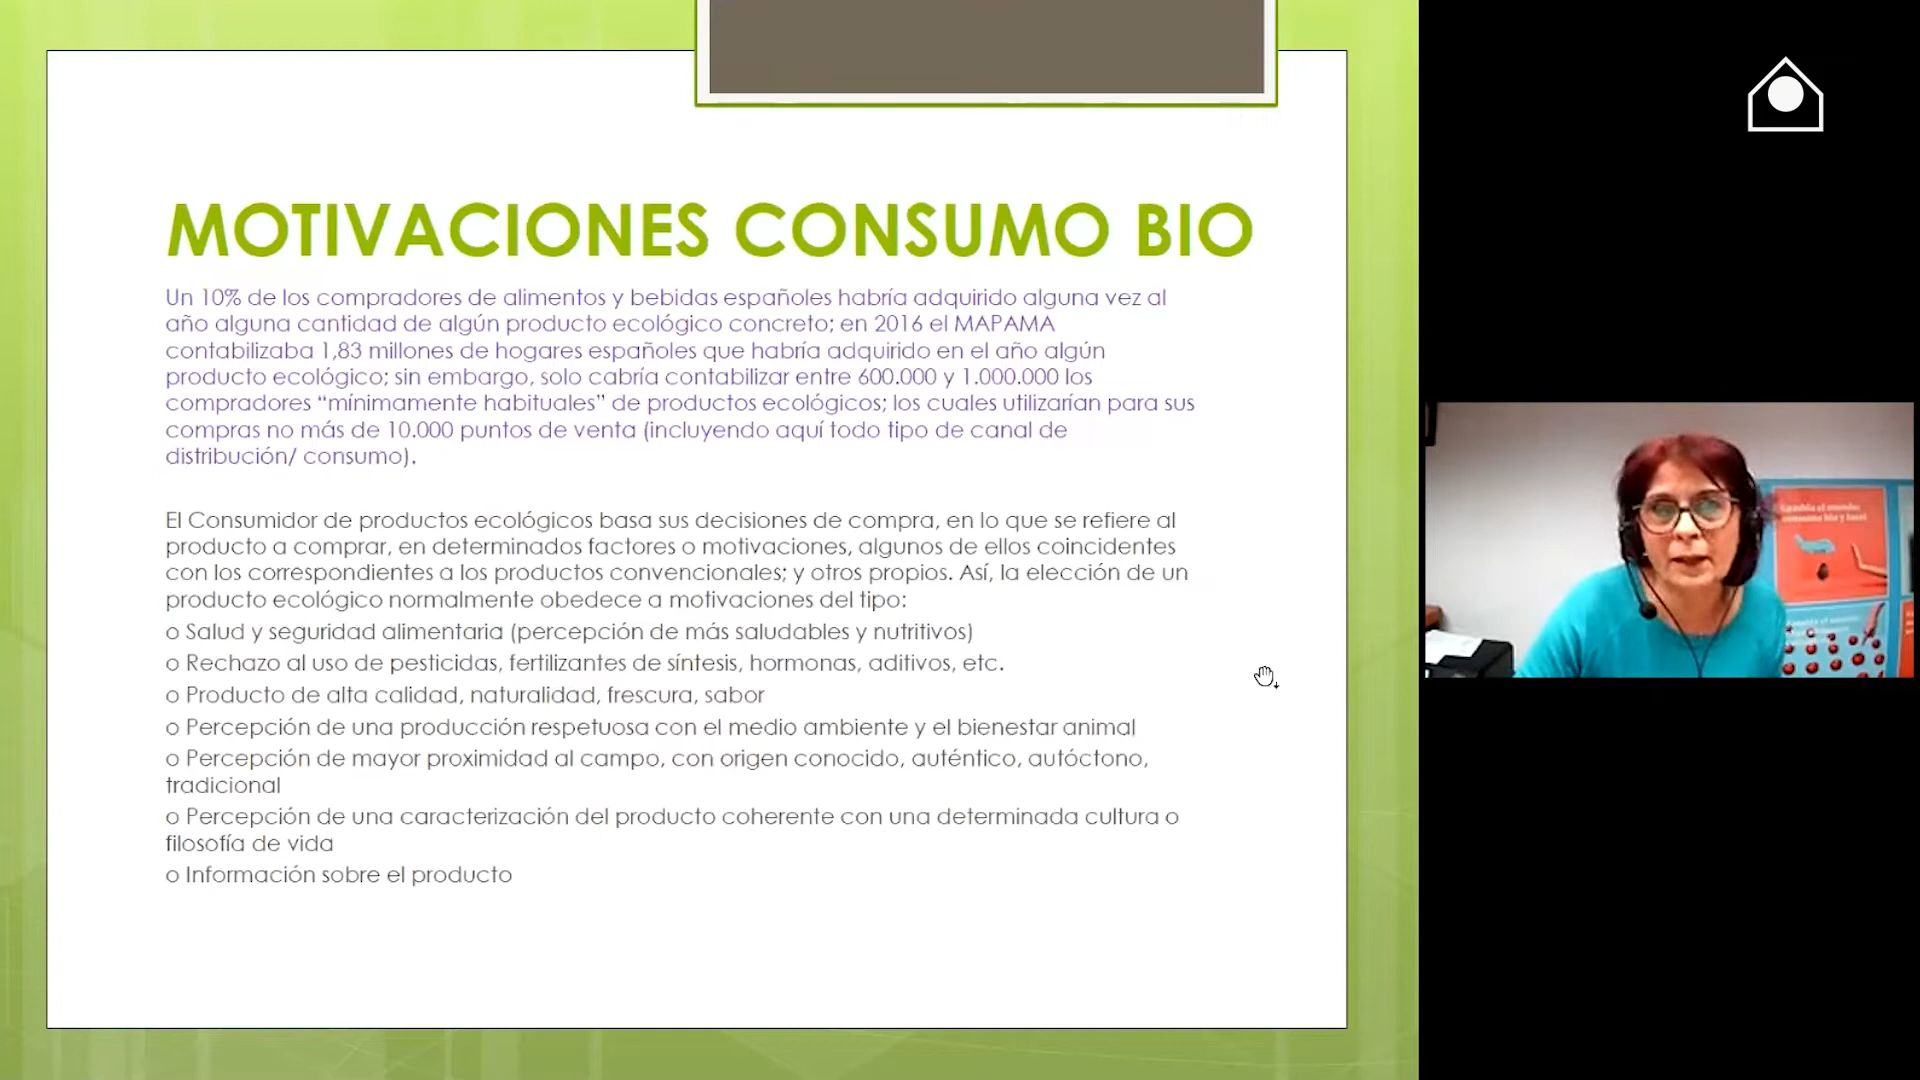 MOTIVACIONES CONSUMO BIO
Un 10% de los compradores de alimentos y bebidas españoles habría adquirido alguna vez al
año alguna cantidad de algún producto ecológico concreto; en 2016 el MAPAMA
contabilizaba 1,83 millones de hogares españoles que habría adquirido en el año algún
producto ecológico; sin embargo, solo cabría contabilizar entre 600.000 y 1.000.000 los
compradores “mínimamente habituales” de productos ecológicos; los cuales utilizarían para sus
compras no más de 10.000 puntos de venta (incluyendo aquí todo tipo de canal de
distribución/ consumo).
El Consumidor de productos ecológicos basa sus decisiones de compra, en lo que se refiere al
producto a comprar, en determinados factores o motivaciones, algunos de ellos coincidentes
con los correspondientes a los productos convencionales; y otros propios. Así, la elección de un
producto ecológico normalmente obedece a motivaciones del tipo:
o Salud y seguridad alimentaria (percepción de más saludables y nutritivos)
o Rechazo al uso de pesticidas, fertilizantes de síntesis, hormonas, aditivos, etc.
o Producto de alta calidad, naturalidad, frescura, sabor
o Percepción de una producción respetuosa con el medio ambiente y el bienestar animal
o Percepción de mayor proximidad al campo, con origen conocido, auténtico, autóctono,
tradicional
o Percepción de una caracterización del producto coherente con una determinada cultura o
filosofía de vida
o Información sobre el producto
Cambia el mundo:
consume bio y local